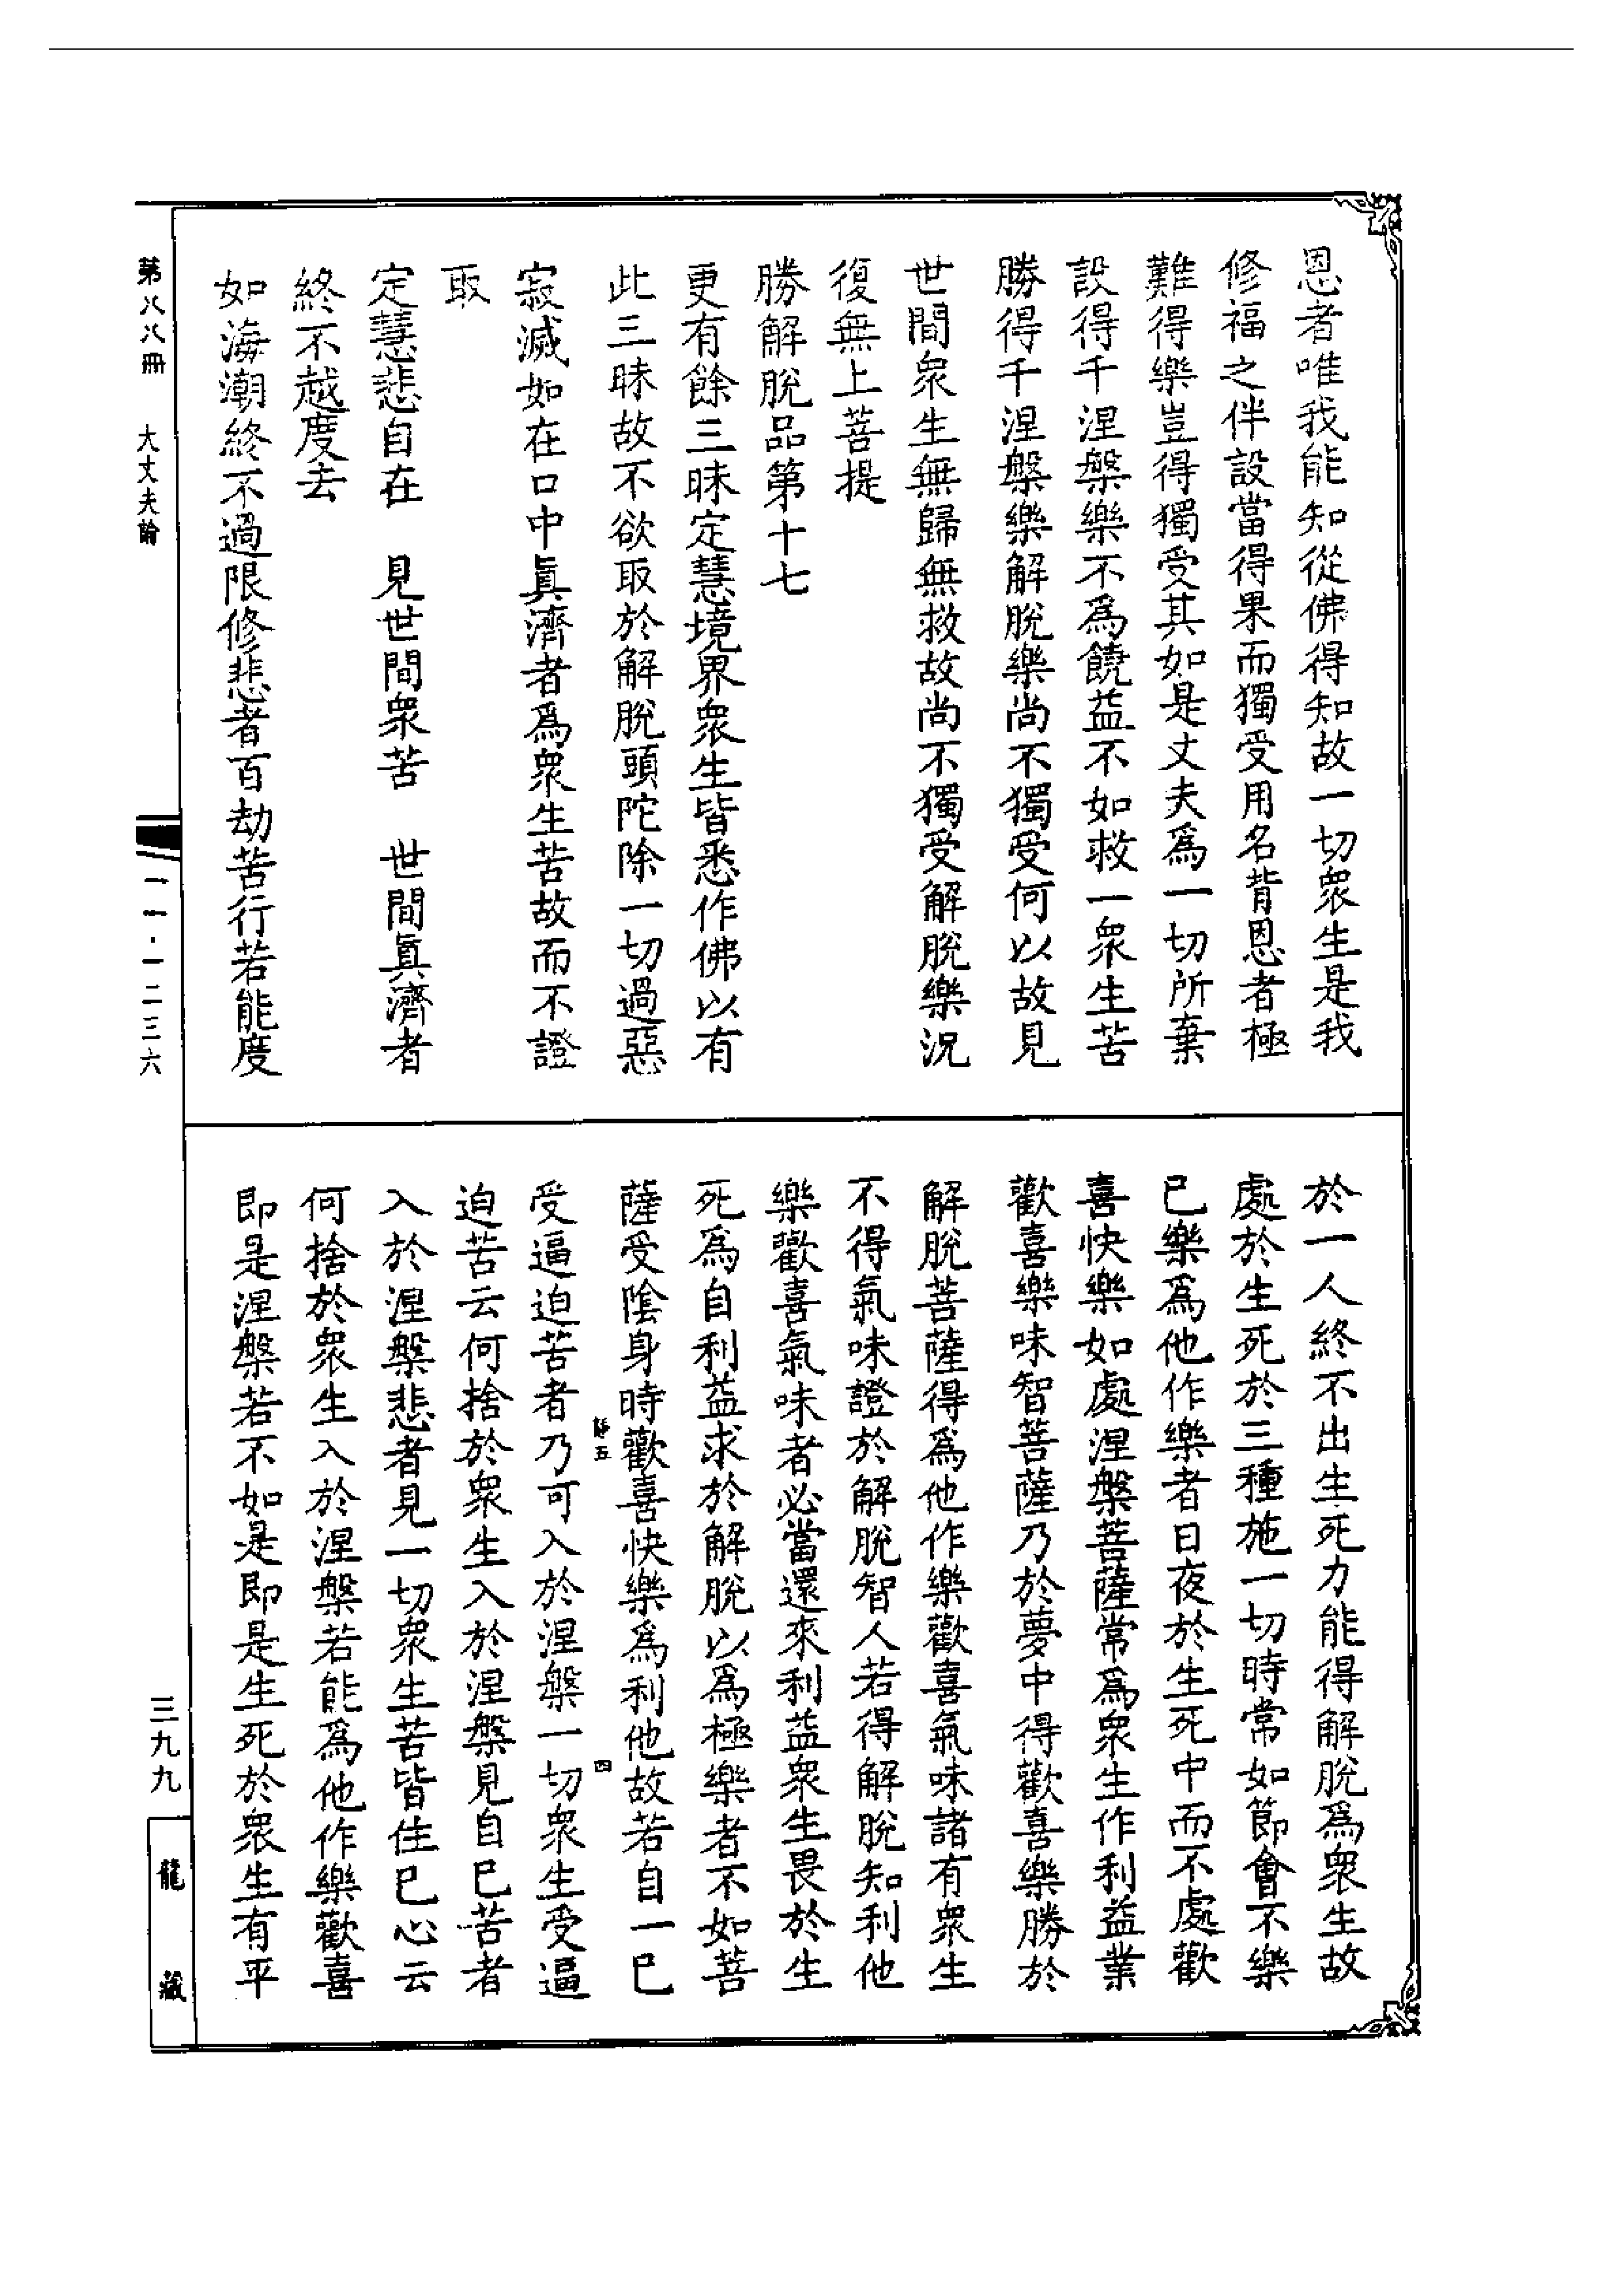 恩者唯我能知從佛得知故一切衆生是我
修福之伴設當得果而獨受用名背恩者極
難得樂豈得獨受其如是丈夫爲一切所棄
設得千涅槃樂不爲饒益不如救一衆生苦
勝得千涅槃樂解脫樂尚不獨受何以故見
世間衆生無歸無救故尚不獨受解脫樂況
復無上菩提
勝解脫品第十七
更有餘三昧定慧境界衆生皆悉作佛以有
此三昧故不欲取於解脫頭陀除一切過惡
寂滅如在口中眞濟者爲衆生苦故而不證
取
定慧悲自在　見世間衆苦　世間眞濟者
終不越度去
如海潮終不過限修悲者百劫苦行若能度
於一人終不出生死力能得解脫爲衆生故
處於生死於三種施一切時常如節會不樂
已樂爲他作樂者日夜於生死中而不處歡
喜快樂如處涅槃菩薩常爲衆生作利益業
歡喜樂味智菩薩乃於夢中得歡喜樂勝於
解脫菩薩得爲他作樂歡喜氣味諸有衆生
不得氣味證於解脫智人若得解脫知利他
樂歡喜氣味者必當還來利益衆生畏於生
死爲自利益求於解脫以爲極樂者不如菩
薩受陰身時歡喜快樂爲利他故若自一已
五
四
受逼迫苦者乃可入於涅槃一切衆生受逼
迫苦云何捨於衆生入於涅槃見自已苦者
入於涅槃悲者見一切衆生苦皆住已心云
何捨於衆生入於涅槃若能爲他作樂歡喜
即是涅槃若不如是即是生死於衆生有平
第八八冊　大丈夫論
一一·一二三六
三九九
龍藏